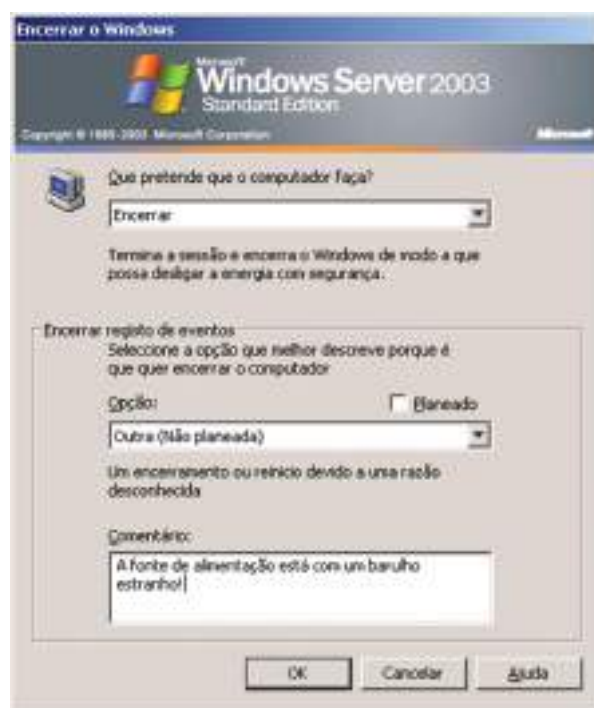 Encerrar o Windows
Microsoft
Windows Server 2003
Standard Edition
Copyright © 1985-2003 Microsoft Corporation
Microsoft
Que pretende que o computador faça?
Encerrar
Termina a sessão e encerra o Windows de modo a que
possa desligar a energia com segurança.
Encerrar registo de eventos
Seleccione a opção que melhor descreve porque é
que quer encerrar o computador
Opção:
Planeado
Outra (Não planeada)
Um encerramento ou reinicio devido a uma razão
desconhecida
Comentário:
A fonte de alimentação está com um barulho
estranho!
OK
Cancelar
Ajuda